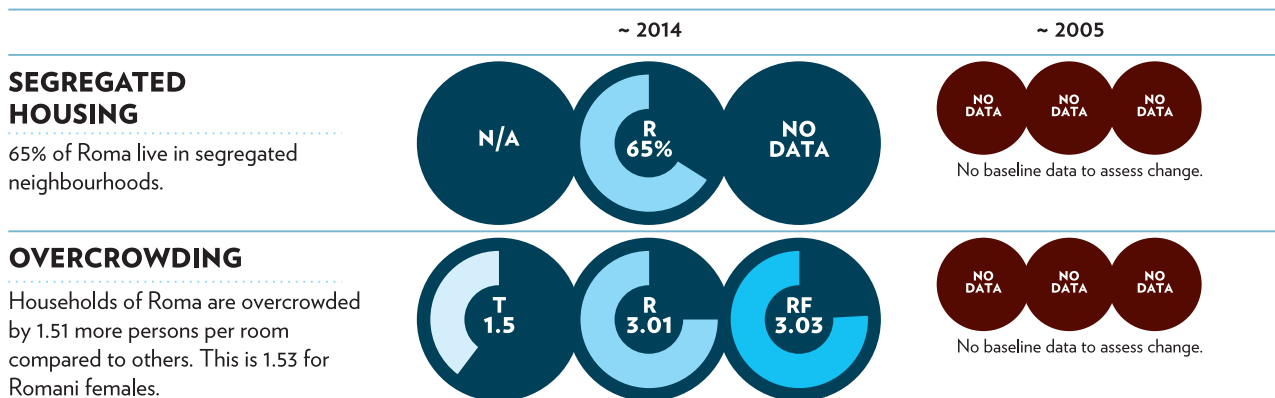 ~ 2014
~ 2005
SEGREGATED
HOUSING
65% of Roma live in segregated
neighbourhoods.
N/A
R
65%
NO
DATA
NO
DATA
NO
DATA
NO
DATA
No baseline data to assess change.
OVERCROWDING
Households of Roma are overcrowded
by 1.51 more persons per room
compared to others. This is 1.53 for
Romani females.
T
1.5
R
3.01
RF
3.03
NO
DATA
NO
DATA
NO
DATA
No baseline data to assess change.